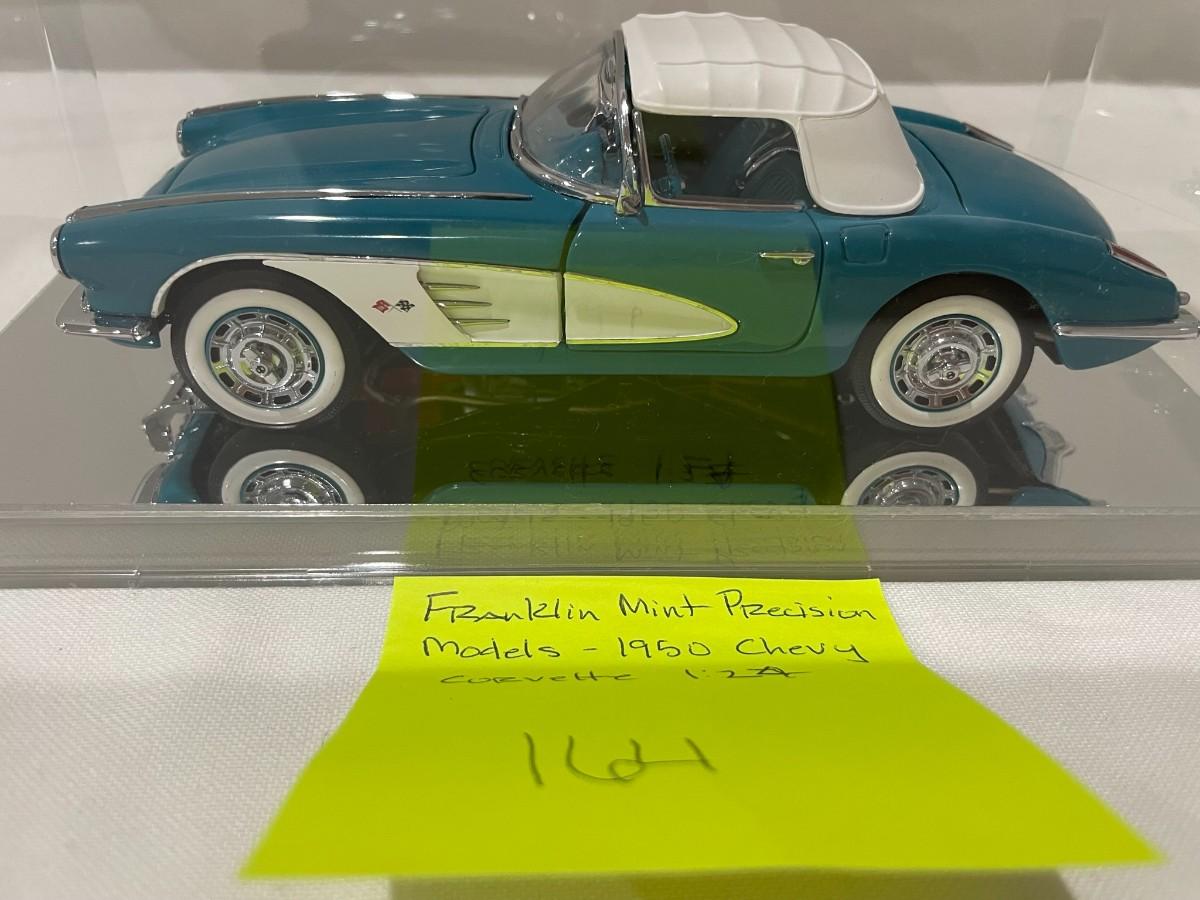 Franklin Mint Precision
Models - 1950 Chevy
Corvette 1:24
164